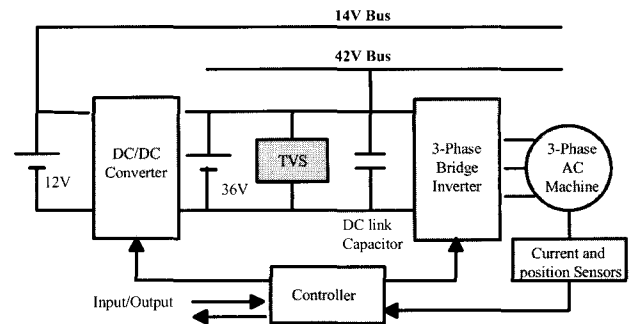 14V Bus
42V Bus
DC/DC
Converter
12V
36V
TVS
DC link
Capacitor
3-Phase
Bridge
Inverter
3-Phase
AC
Machine
Current and
position Sensors
Controller
Input/Output